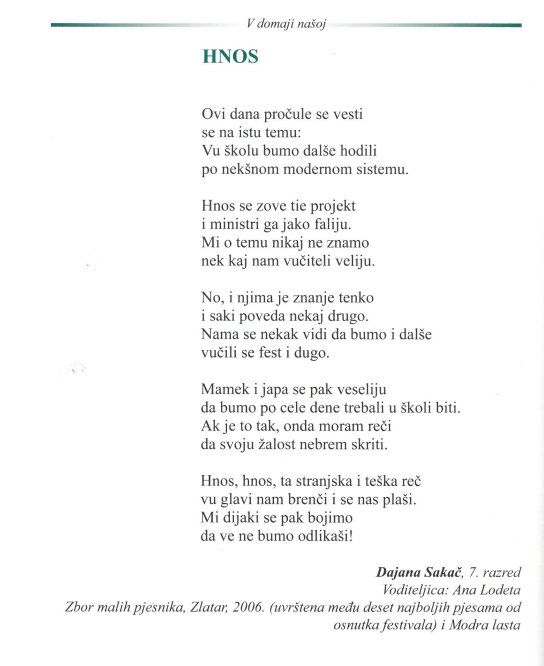 V domaji našoj
HNOS
Ovi dana pročule se vesti
se na istu temu:
Vu školu bumo dalše hodili
po nekšnom modernom sistemu.
Hnos se zove tie projekt
i ministri ga jako faliju.
Mi o temu nikaj ne znamo
nek kaj nam vučiteli veliju.
No, i njima je znanje tenko
i saki poveda nekaj drugo.
Nama se nekak vidi da bumo i dalše
vučili se fest i dugo.
Mamek i japa se pak veseliju
da bumo po cele dene trebali u školi biti.
Ak je to tak, onda moram reči
da svoju žalost nebrem skriti.
Hnos, hnos, ta stranjska i teška reč
vu glavi nam brenči i se nas plaši.
Mi dijaki se pak bojimo
da ve ne bumo odlikaši!
Dajana Sakač, 7. razred
Voditeljica: Ana Lodeta
Zbor malih pjesnika, Zlatar, 2006. (uvrštena među deset najboljih pjesama od
osnutka festivala) i Modra lasta